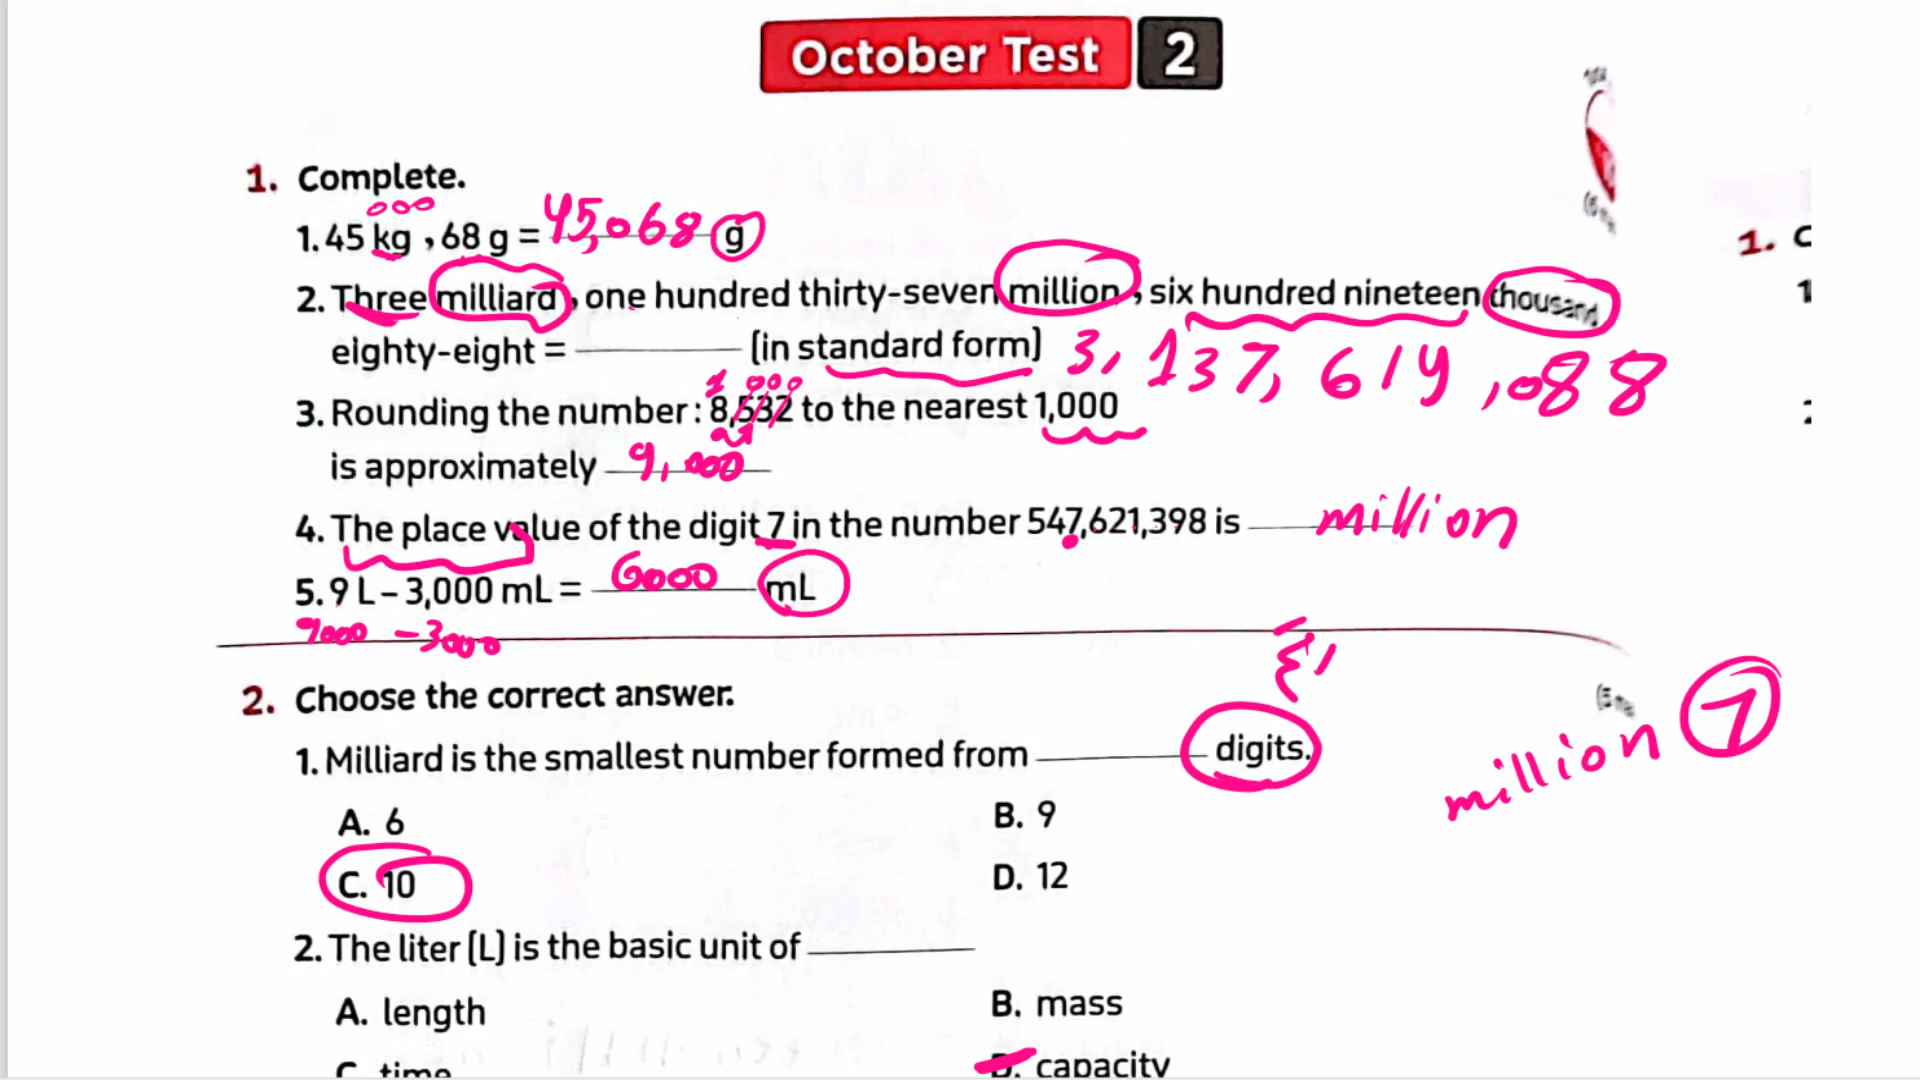 October Test 2
1. Complete.
000
1. 45 kg , 68 g = 45,068 g
2. Three milliard , one hundred thirty-seven million , six hundred nineteen thousand
eighty-eight = (in standard form) 3, 137, 619 ,088
1 000
3. Rounding the number : 8,532 to the nearest 1,000
is approximately 9,000
4. The place value of the digit 7 in the number 547,621,398 is million
5. 9 L – 3,000 mL = 6000 mL
9000 – 3000
2. Choose the correct answer.
million 7
1. Milliard is the smallest number formed from digits.
A. 6
B. 9
C. 10
D. 12
2. The liter (L) is the basic unit of
A. length
B. mass
C. time
D. capacity
1.
1